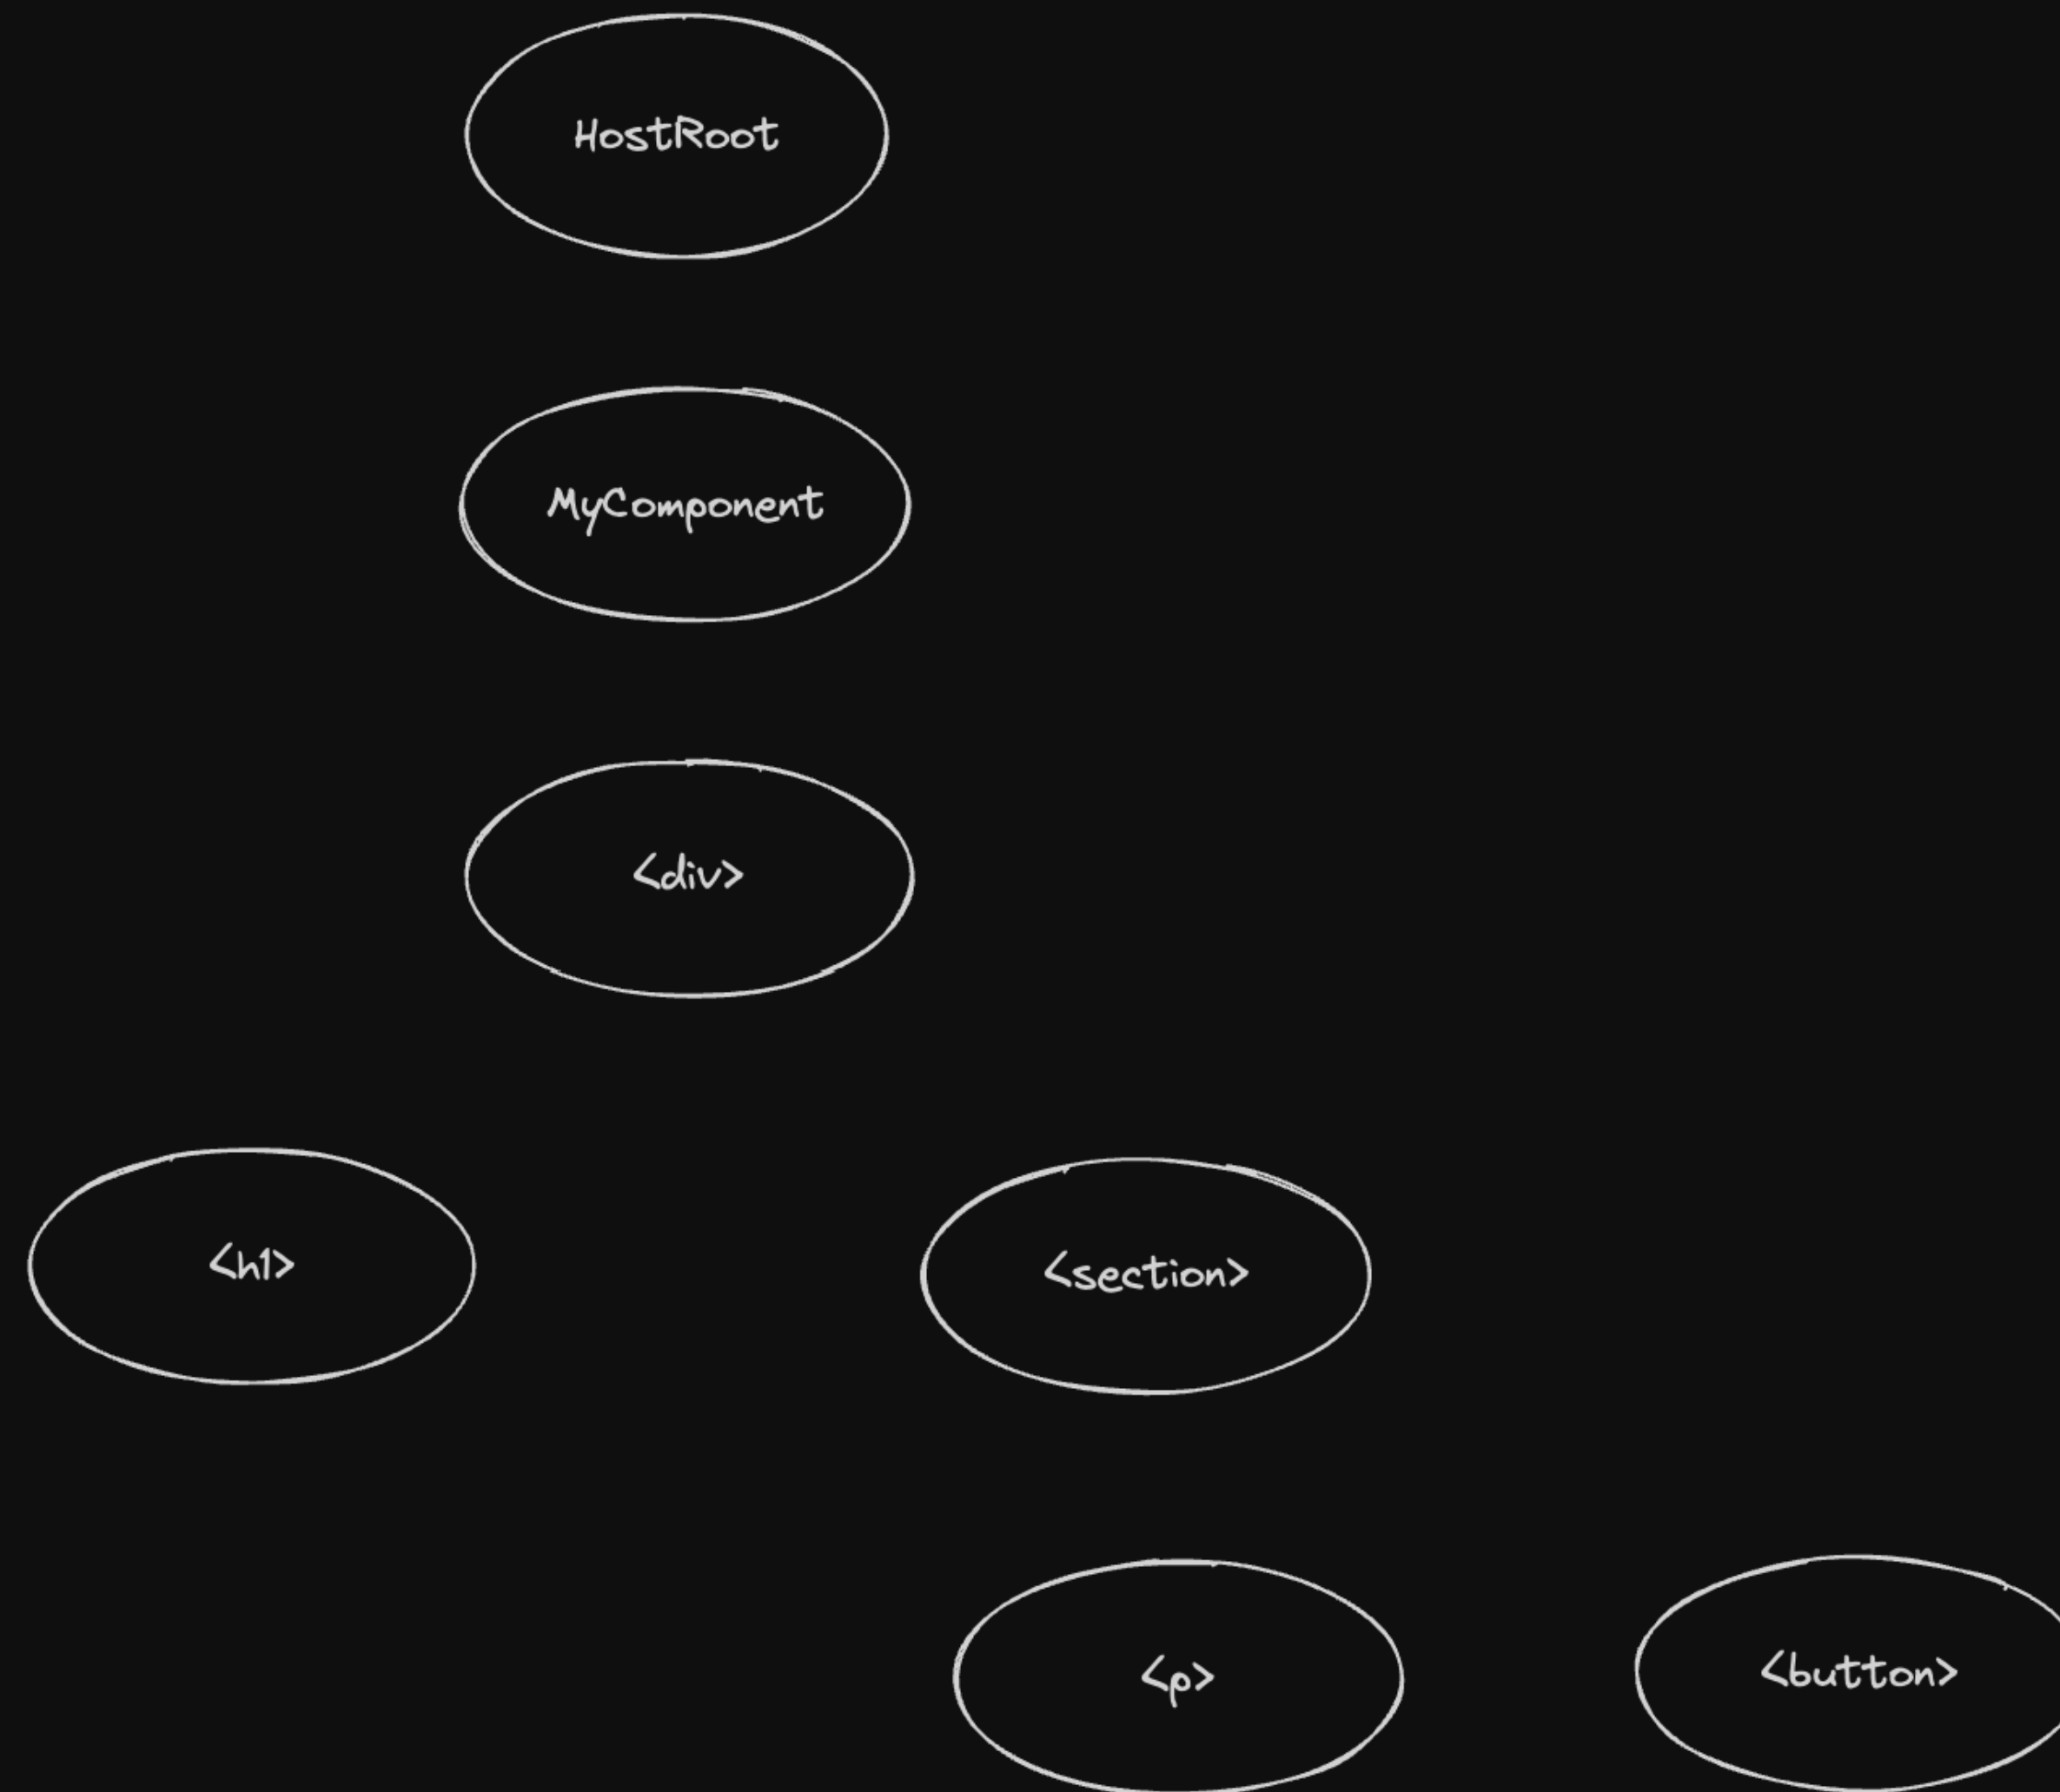 HostRoot
MyComponent
<div>
<h1>
<section>
<p>
<button>